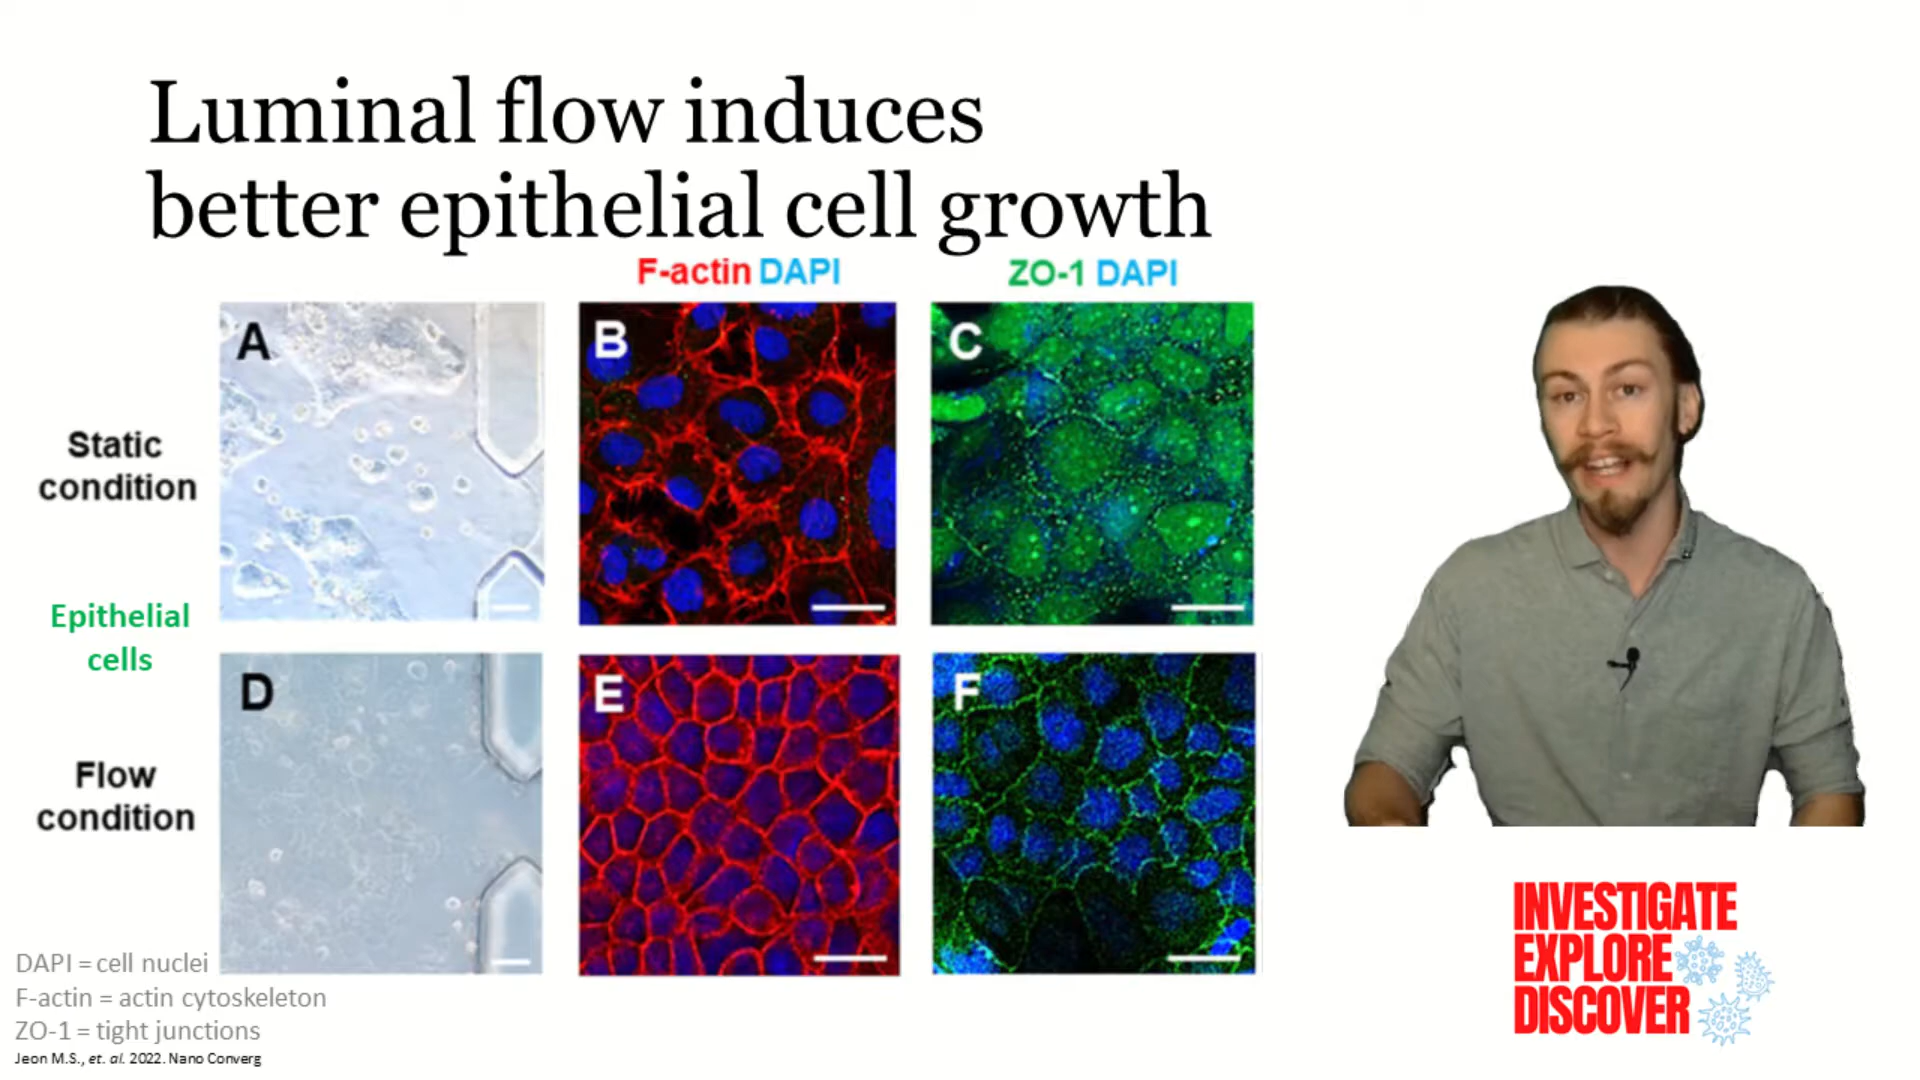 Luminal flow induces
better epithelial cell growth
F-actin DAPI
ZO-1 DAPI
A
B
C
Static
condition
Epithelial
cells
D
E
F
Flow
condition
DAPI = cell nuclei
F-actin = actin cytoskeleton
ZO-1 = tight junctions
Jeon M.S., et. al. 2022. Nano Converg
INVESTIGATE
EXPLORE
DISCOVER